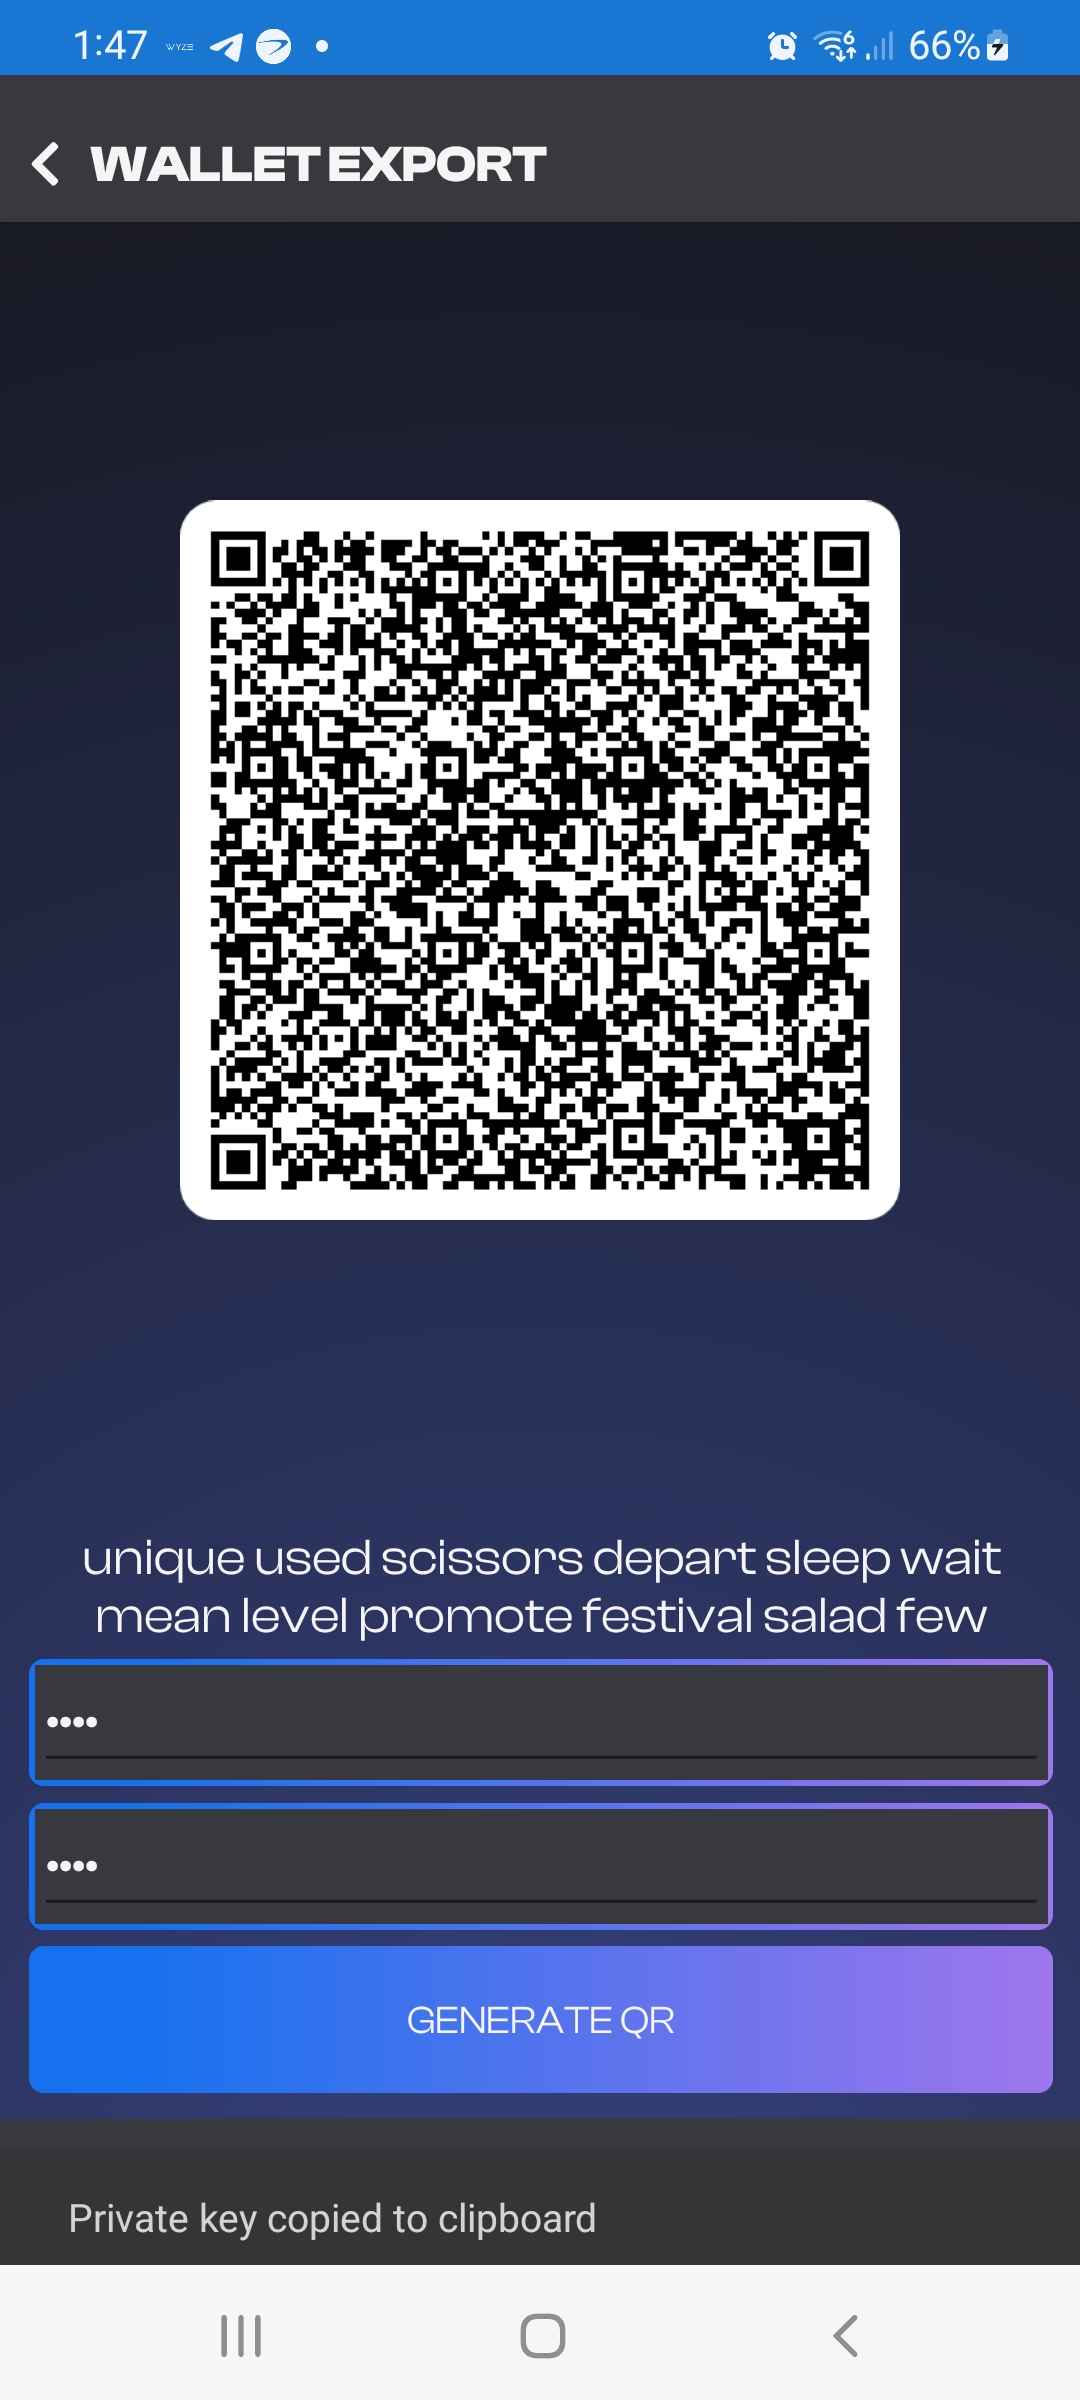 1:47 WYZE 6 66%
WALLET EXPORT
unique used scissors depart sleep wait
mean level promote festival salad few
••••
••••
GENERATE QR
Private key copied to clipboard